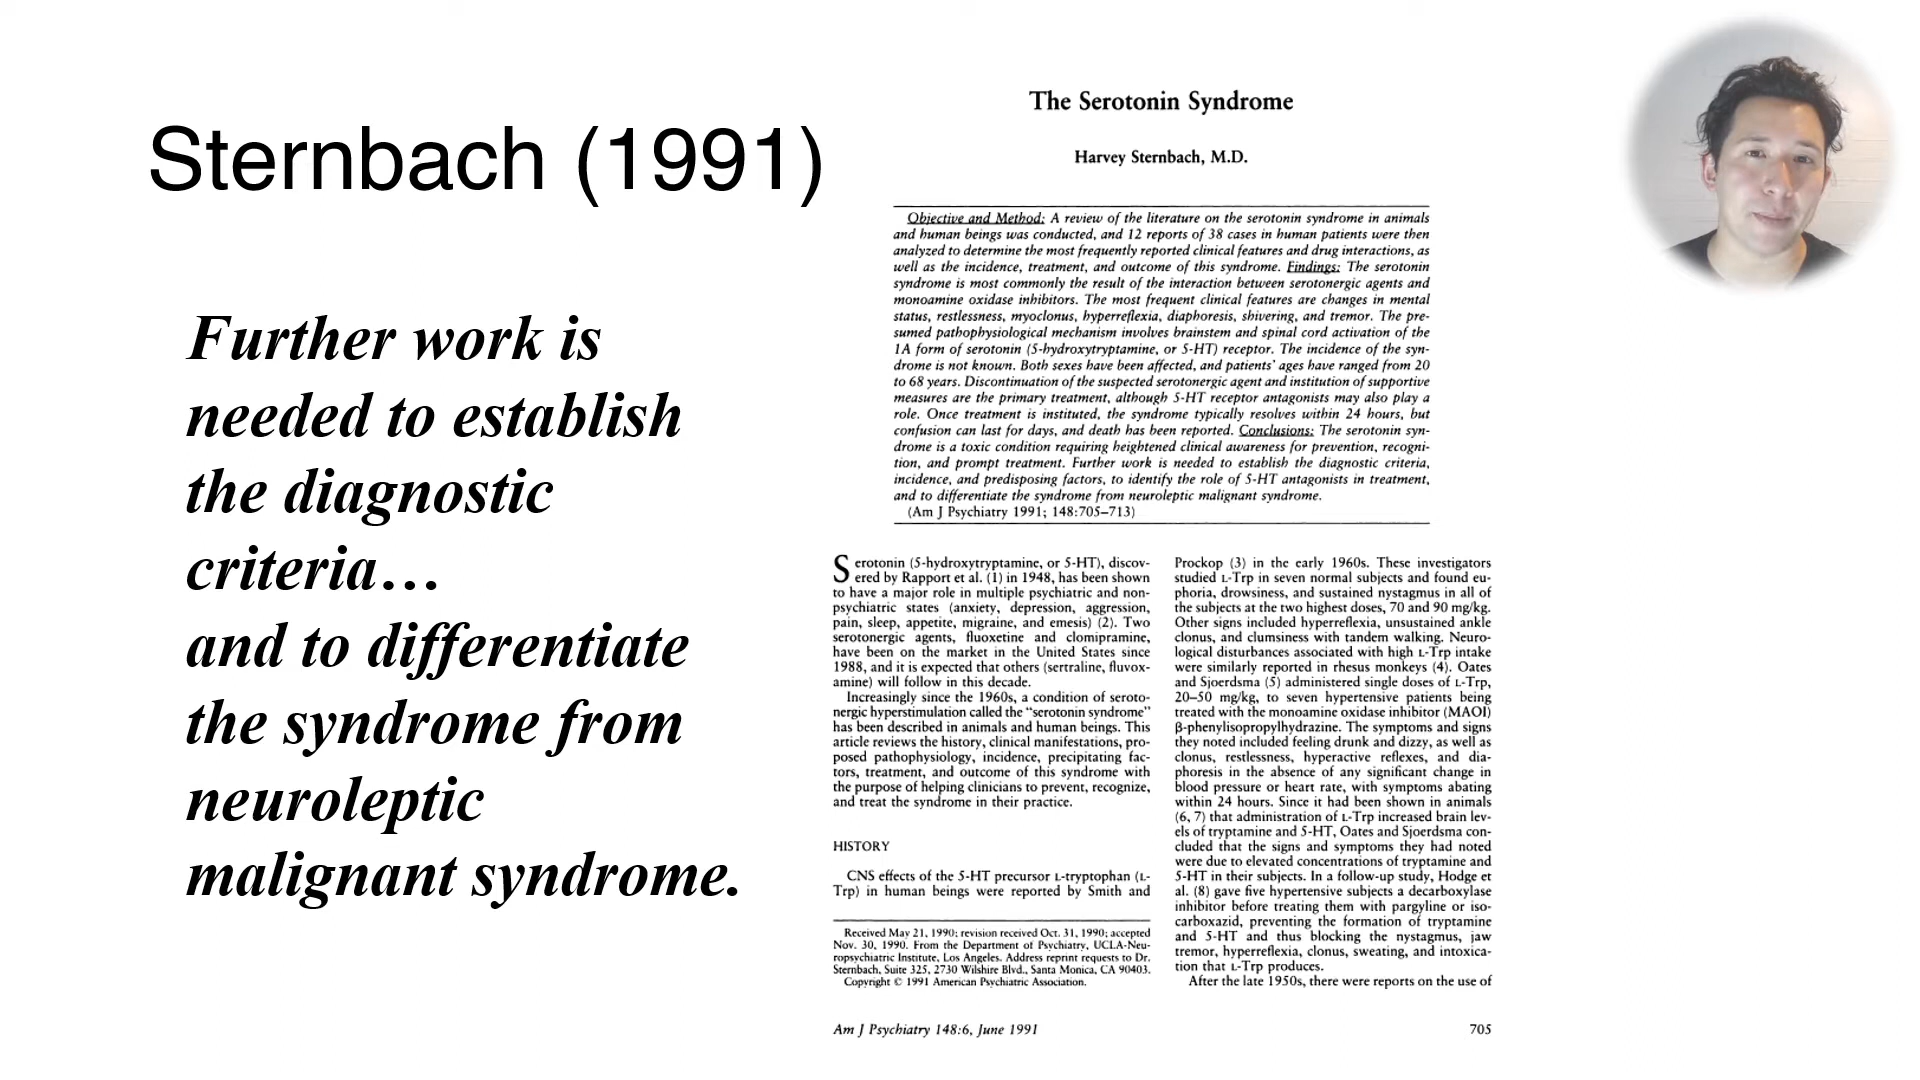 Sternbach (1991)
Further work is
needed to establish
the diagnostic
criteria…
and to differentiate
the syndrome from
neuroleptic
malignant syndrome.
The Serotonin Syndrome
Harvey Sternbach, M.D.
Objective and Method: A review of the literature on the serotonin syndrome in animals
and human beings was conducted, and 12 reports of 38 cases in human patients were then
analyzed to determine the most frequently reported clinical features and drug interactions, as
well as the incidence, treatment, and outcome of this syndrome. Findings: The serotonin
syndrome is most commonly the result of the interaction between serotonergic agents and
monoamine oxidase inhibitors. The most frequent clinical features are changes in mental
status, restlessness, myoclonus, hyperreflexia, diaphoresis, shivering, and tremor. The pre-
sumed pathophysiological mechanism involves brainstem and spinal cord activation of the
1A form of serotonin (5-hydroxytryptamine, or 5-HT) receptor. The incidence of the syn-
drome is not known. Both sexes have been affected, and patients' ages have ranged from 20
to 68 years. Discontinuation of the suspected serotonergic agent and institution of supportive
measures are the primary treatment, although 5-HT receptor antagonists may also play a
role. Once treatment is instituted, the syndrome typically resolves within 24 hours, but
confusion can last for days, and death has been reported. Conclusions: The serotonin syn-
drome is a toxic condition requiring heightened clinical awareness for prevention, recogni-
tion, and prompt treatment. Further work is needed to establish the diagnostic criteria,
incidence, and predisposing factors, to identify the role of 5-HT antagonists in treatment,
and to differentiate the syndrome from neuroleptic malignant syndrome.
(Am J Psychiatry 1991; 148:705–713)
Serotonin (5-hydroxytryptamine, or 5-HT), discov-
ered by Rapport et al. (1) in 1948, has been shown
to have a major role in multiple psychiatric and non-
psychiatric states (anxiety, depression, aggression,
pain, sleep, appetite, migraine, and emesis) (2). Two
serotonergic agents, fluoxetine and clomipramine,
have been on the market in the United States since
1988, and it is expected that others (sertraline, fluvox-
amine) will follow in this decade.
Increasingly since the 1960s, a condition of seroto-
nergic hyperstimulation called the “serotonin syndrome”
has been described in animals and human beings. This
article reviews the history, clinical manifestations, pro-
posed pathophysiology, incidence, precipitating fac-
tors, treatment, and outcome of this syndrome with
the purpose of helping clinicians to prevent, recognize,
and treat the syndrome in their practice.
HISTORY
CNS effects of the 5-HT precursor L-tryptophan (L-
Trp) in human beings were reported by Smith and
Received May 21, 1990; revision received Oct. 31, 1990; accepted
Nov. 30, 1990. From the Department of Psychiatry, UCLA-Neu-
ropsychiatric Institute, Los Angeles. Address reprint requests to Dr.
Sternbach, Suite 325, 2730 Wilshire Blvd., Santa Monica, CA 90403.
Copyright © 1991 American Psychiatric Association.
Prockop (3) in the early 1960s. These investigators
studied L-Trp in seven normal subjects and found eu-
phoria, drowsiness, and sustained nystagmus in all of
the subjects at the two highest doses, 70 and 90 mg/kg.
Other signs included hyperreflexia, unsustained ankle
clonus, and clumsiness with tandem walking. Neuro-
logical disturbances associated with high L-Trp intake
were similarly reported in rhesus monkeys (4). Oates
and Sjoerdsma (5) administered single doses of L-Trp,
20–50 mg/kg, to seven hypertensive patients being
treated with the monoamine oxidase inhibitor (MAOI)
β-phenylisopropylhydrazine. The symptoms and signs
they noted included feeling drunk and dizzy, as well as
clonus, restlessness, hyperactive reflexes, and dia-
phoresis in the absence of any significant change in
blood pressure or heart rate, with symptoms abating
within 24 hours. Since it had been shown in animals
(6, 7) that administration of L-Trp increased brain lev-
els of tryptamine and 5-HT, Oates and Sjoerdsma con-
cluded that the signs and symptoms they had noted
were due to elevated concentrations of tryptamine and
5-HT in their subjects. In a follow-up study, Hodge et
al. (8) gave five hypertensive subjects a decarboxylase
inhibitor before treating them with pargyline or iso-
carboxazid, preventing the formation of tryptamine
and 5-HT and thus blocking the nystagmus, jaw
tremor, hyperreflexia, clonus, sweating, and intoxica-
tion that L-Trp produces.
After the late 1950s, there were reports on the use of
Am J Psychiatry 148:6, June 1991
705